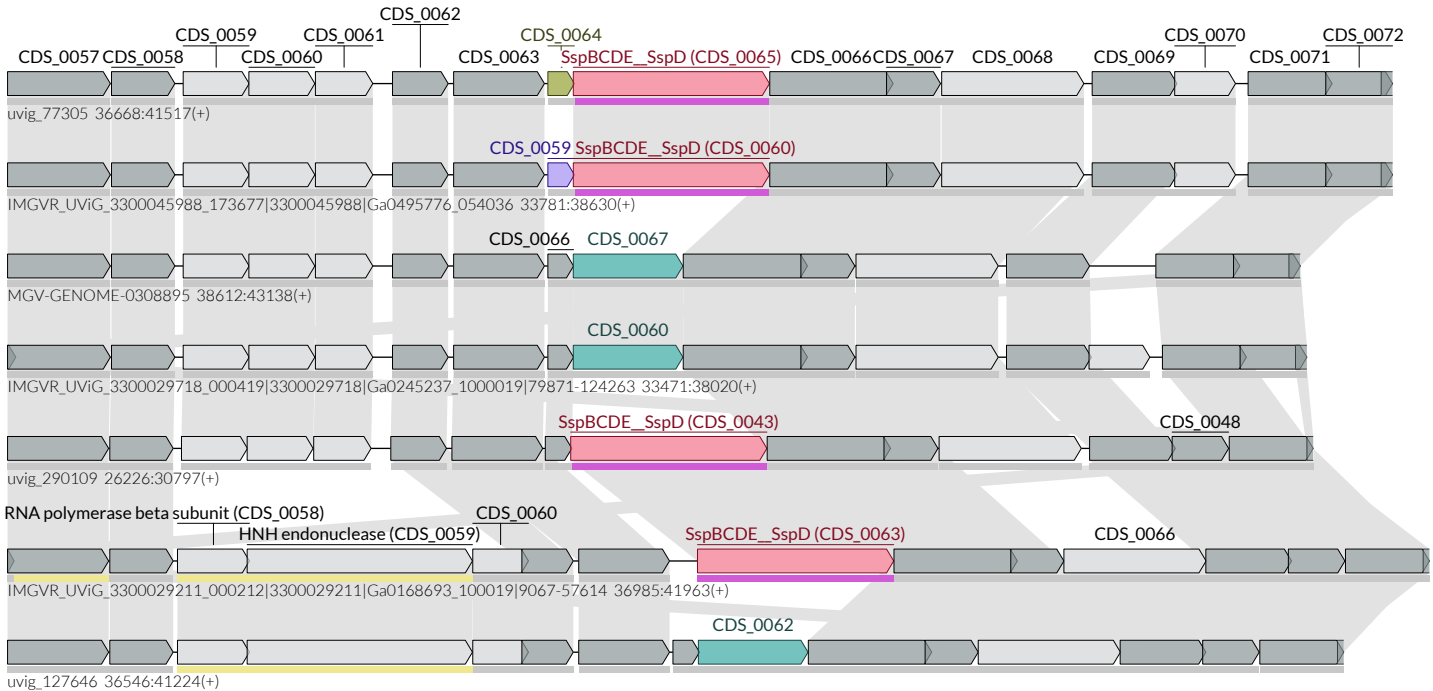 CDS_0062
CDS_0059 CDS_0061 CDS_0064 CDS_0070 CDS_0072
CDS_0057 CDS_0058 CDS_0060 CDS_0063 SspBCDE__SspD (CDS_0065) CDS_0066 CDS_0067 CDS_0068 CDS_0069 CDS_0071
uvig_77305 36668:41517(+)
CDS_0059 SspBCDE__SspD (CDS_0060)
IMGVR_UViG_3300045988_173677|3300045988|Ga0495776_054036 33781:38630(+)
CDS_0066 CDS_0067
MGV-GENOME-0308895 38612:43138(+)
CDS_0060
IMGVR_UViG_3300029718_000419|3300029718|Ga0245237_1000019|79871-124263 33471:38020(+)
SspBCDE__SspD (CDS_0043) CDS_0048
uvig_290109 26226:30797(+)
RNA polymerase beta subunit (CDS_0058) CDS_0060
HNH endonuclease (CDS_0059) SspBCDE__SspD (CDS_0063) CDS_0066
IMGVR_UViG_3300029211_000212|3300029211|Ga0168693_100019|9067-57614 36985:41963(+)
CDS_0062
uvig_127646 36546:41224(+)